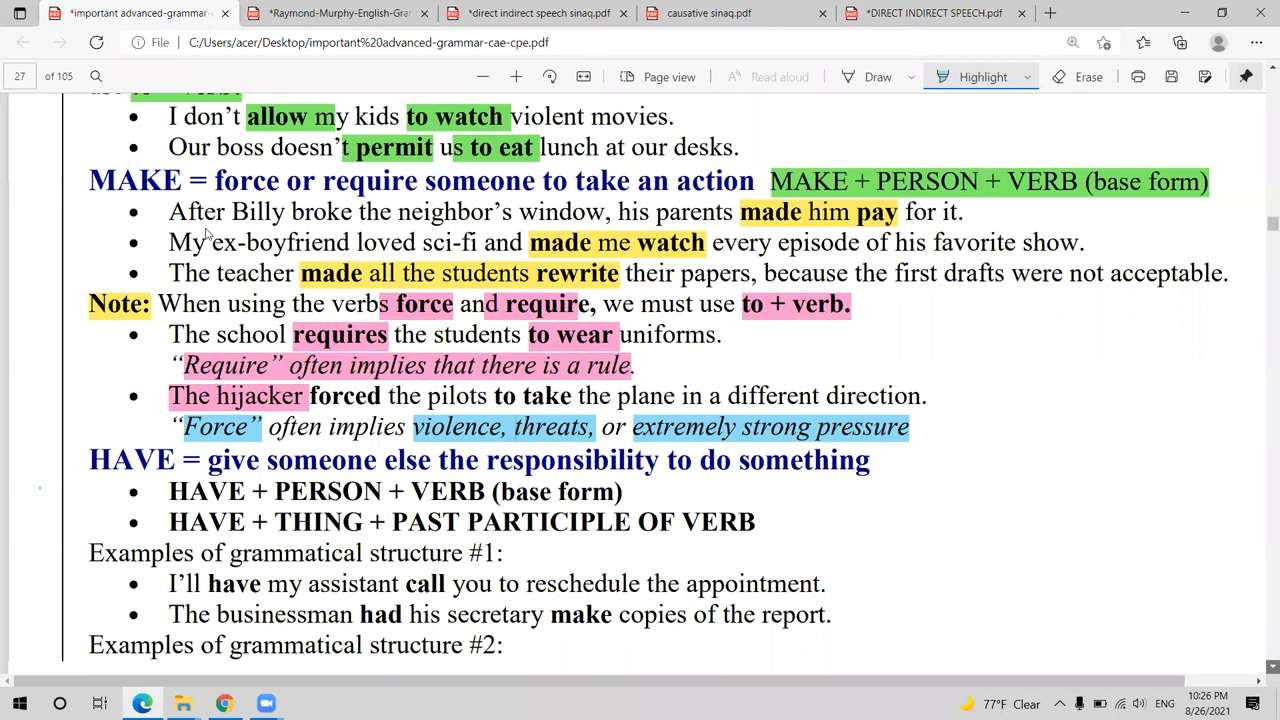 *important advanced-grammar-
*Raymond-Murphy-English-Gra
*direct indirect speech sinaq.pdf
causative sinaq.pdf
*DIRECT INDIRECT SPEECH.pdf
File C:/Users/acer/Desktop/important%20advanced-grammar-cae-cpe.pdf
27 of 105 Page view Read aloud Draw Highlight Erase
I don't allow my kids to watch violent movies.
Our boss doesn't permit us to eat lunch at our desks.
MAKE = force or require someone to take an action MAKE + PERSON + VERB (base form)
After Billy broke the neighbor's window, his parents made him pay for it.
My ex-boyfriend loved sci-fi and made me watch every episode of his favorite show.
The teacher made all the students rewrite their papers, because the first drafts were not acceptable.
Note: When using the verbs force and require, we must use to + verb.
The school requires the students to wear uniforms.
"Require" often implies that there is a rule.
The hijacker forced the pilots to take the plane in a different direction.
"Force" often implies violence, threats, or extremely strong pressure
HAVE = give someone else the responsibility to do something
HAVE + PERSON + VERB (base form)
HAVE + THING + PAST PARTICIPLE OF VERB
Examples of grammatical structure #1:
I'll have my assistant call you to reschedule the appointment.
The businessman had his secretary make copies of the report.
Examples of grammatical structure #2:
77°F Clear ENG 10:26 PM
8/26/2021